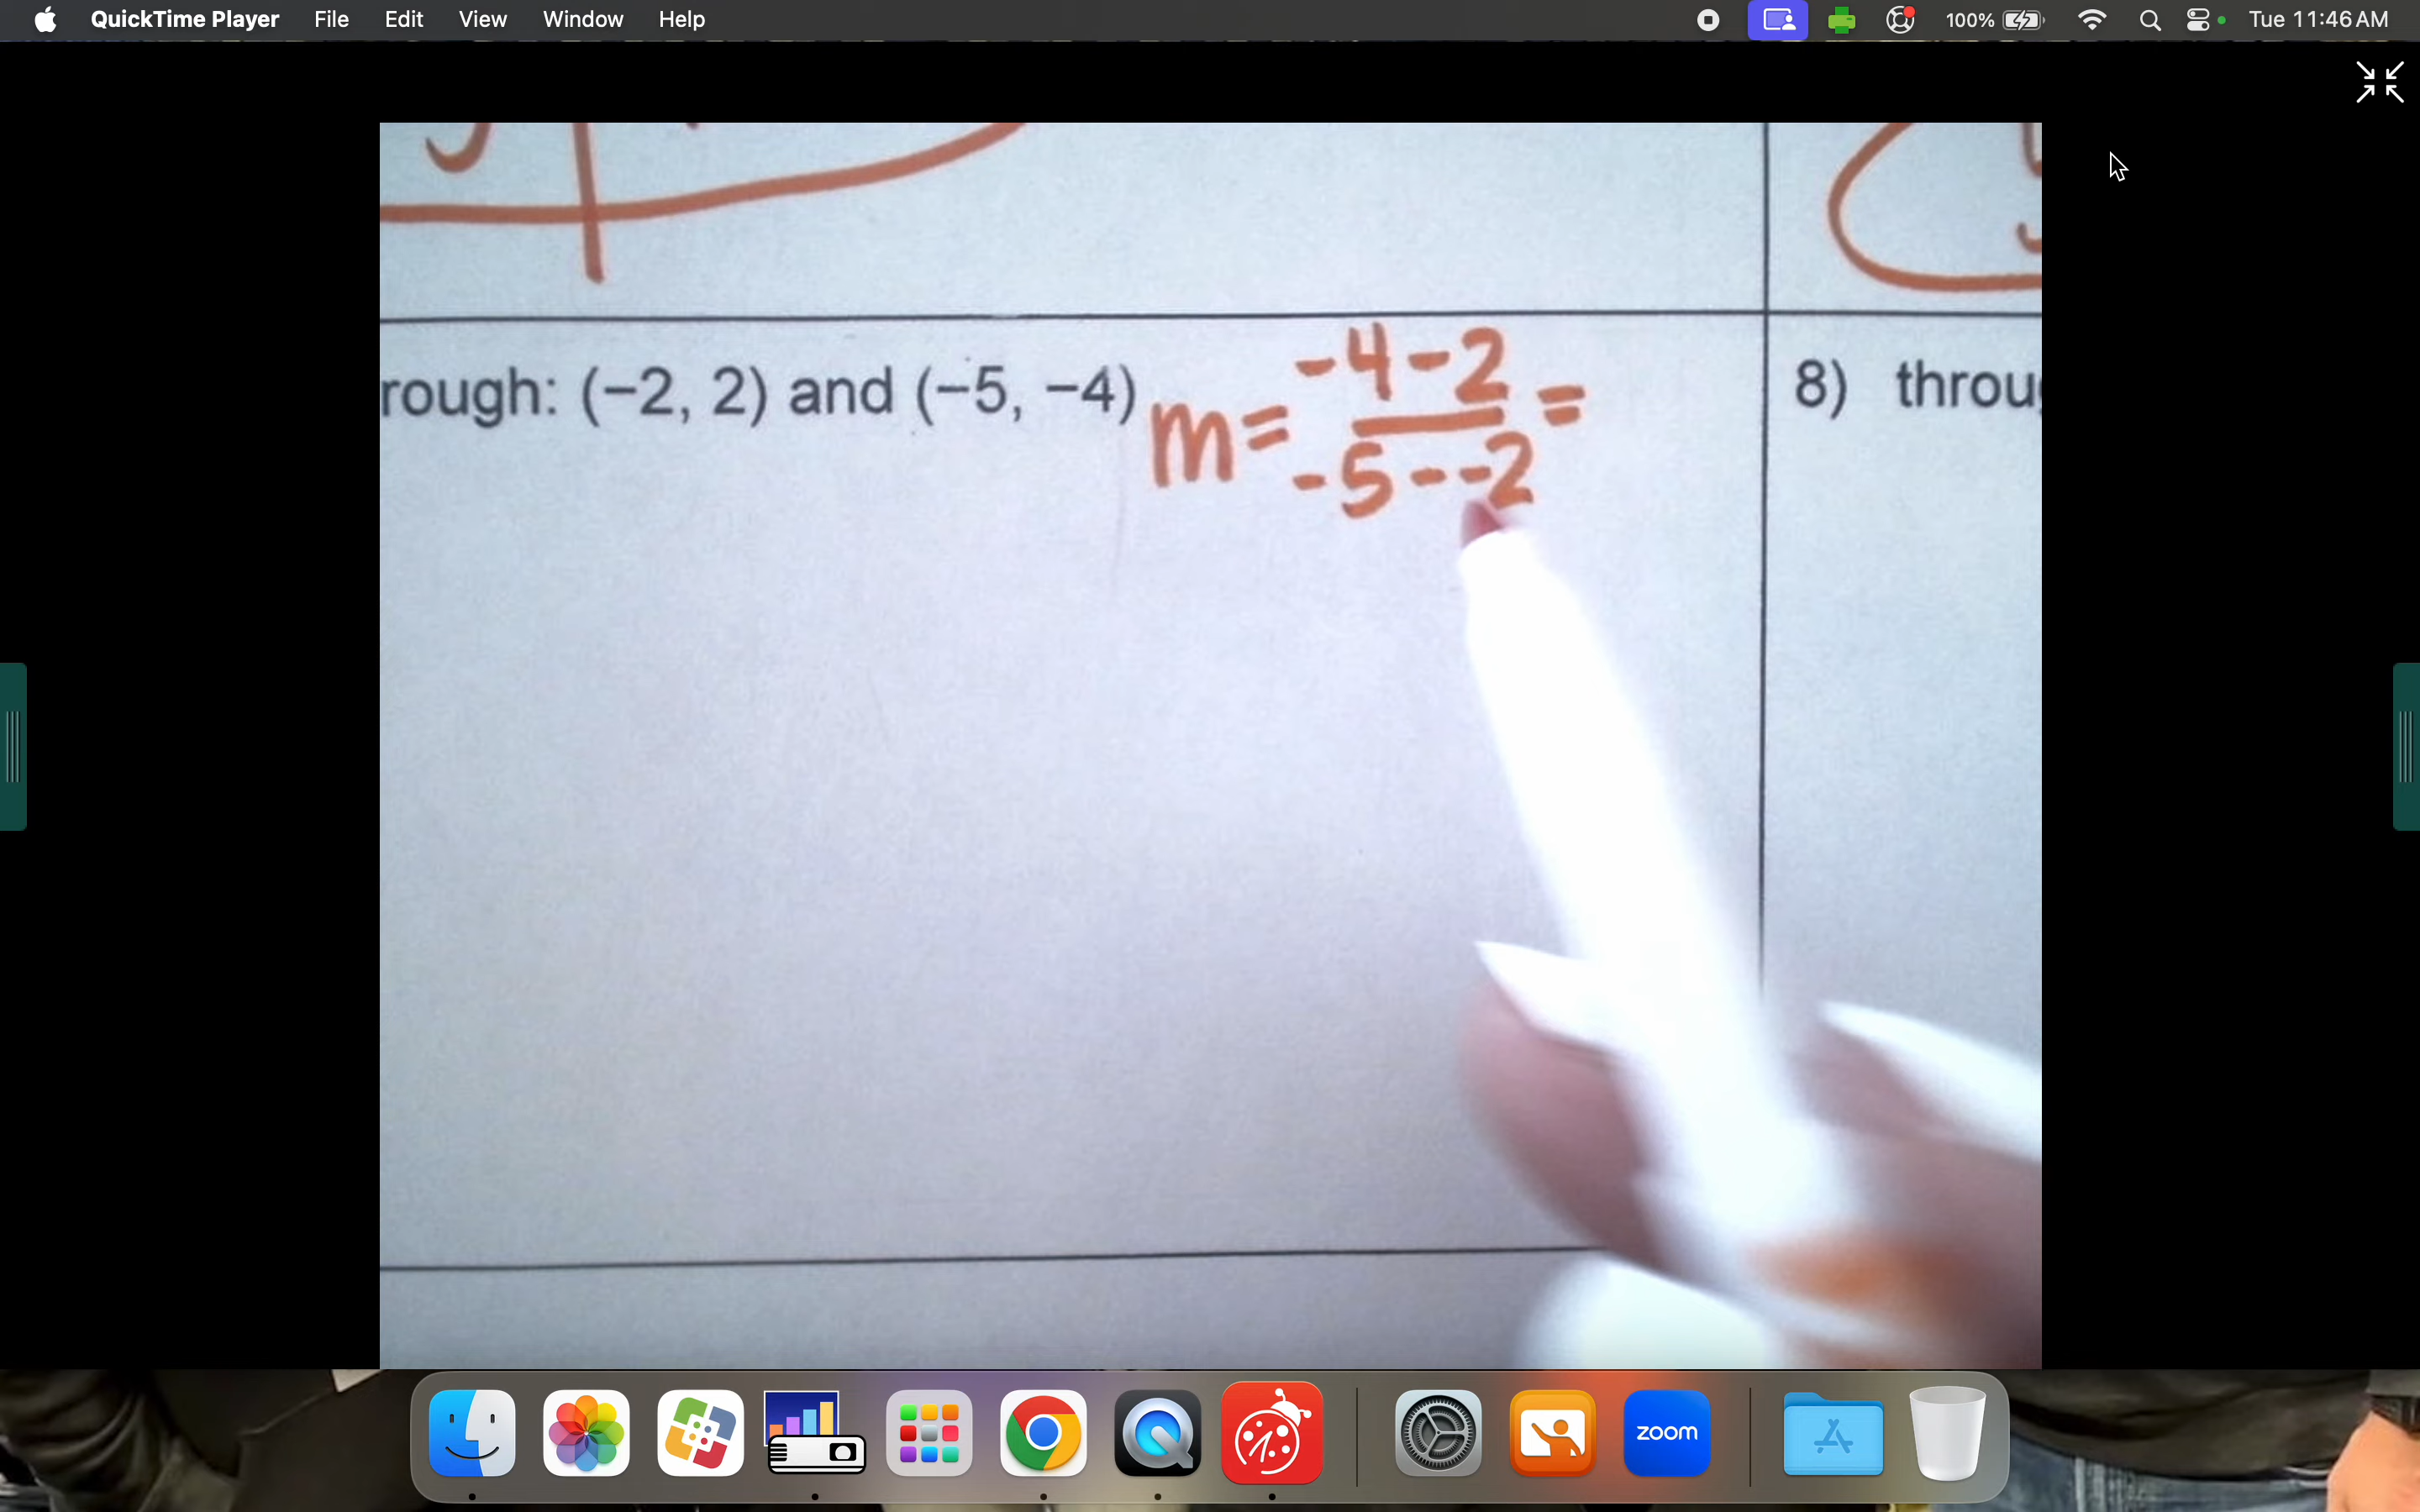 QuickTime Player File Edit View Window Help 100% Tue 11:46 AM
rough: (−2, 2) and (−5, −4)
m = -4-2 =
-5--2
8) throu
zoom